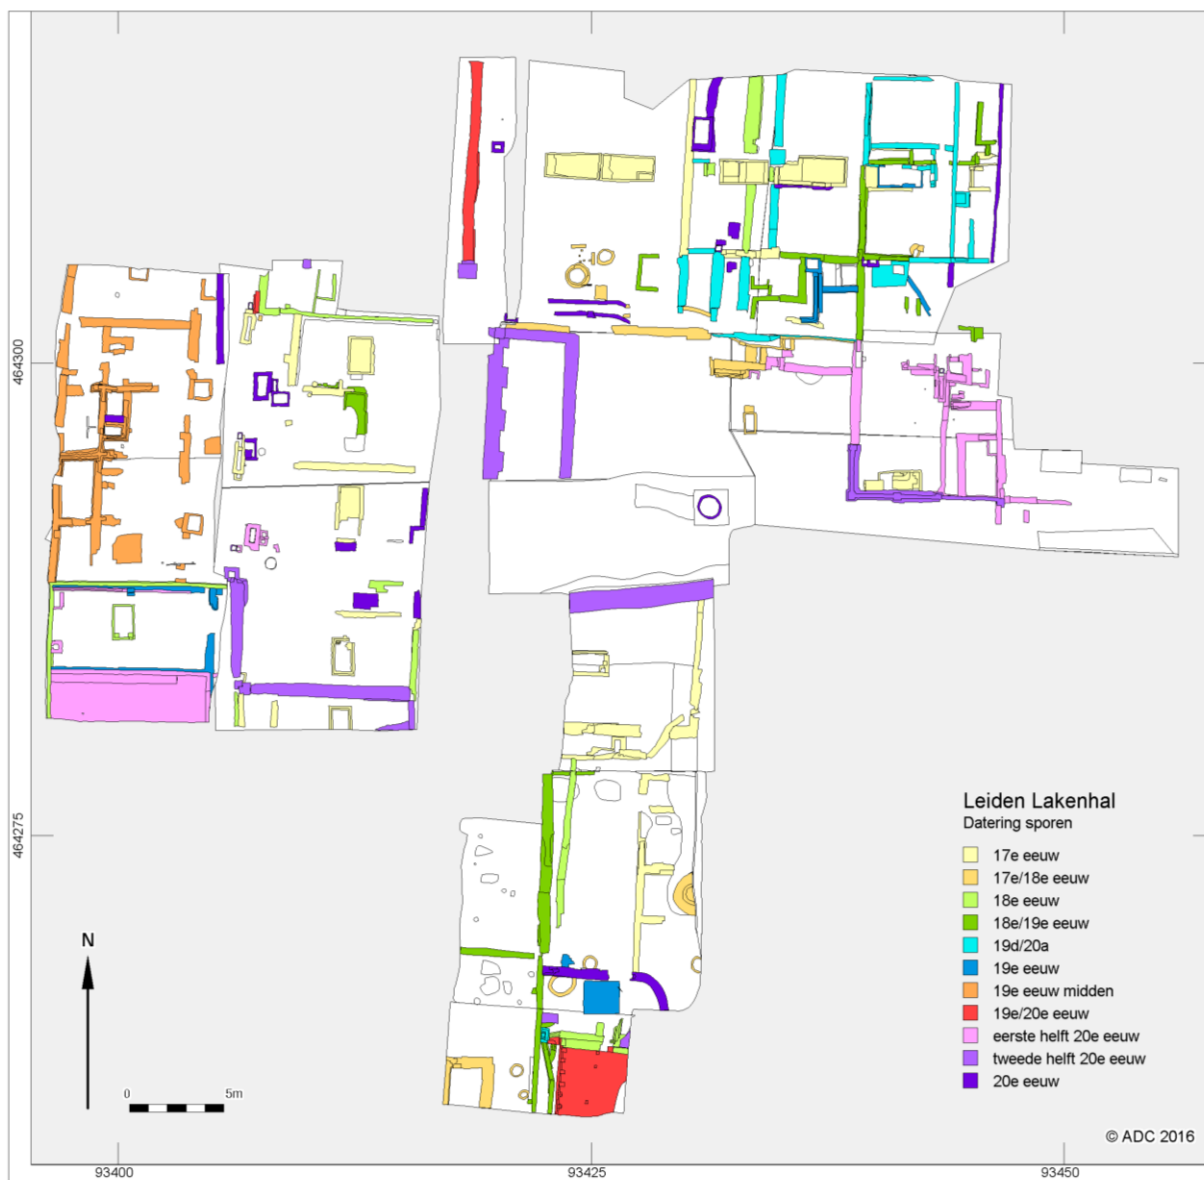 464300
464275
Leiden Lakenhal
Datering sporen
17e eeuw
17e/18e eeuw
18e eeuw
18e/19e eeuw
19d/20a
19e eeuw
19e eeuw midden
19e/20e eeuw
eerste helft 20e eeuw
tweede helft 20e eeuw
20e eeuw
N
0 5m
© ADC 2016
93400 93425 93450